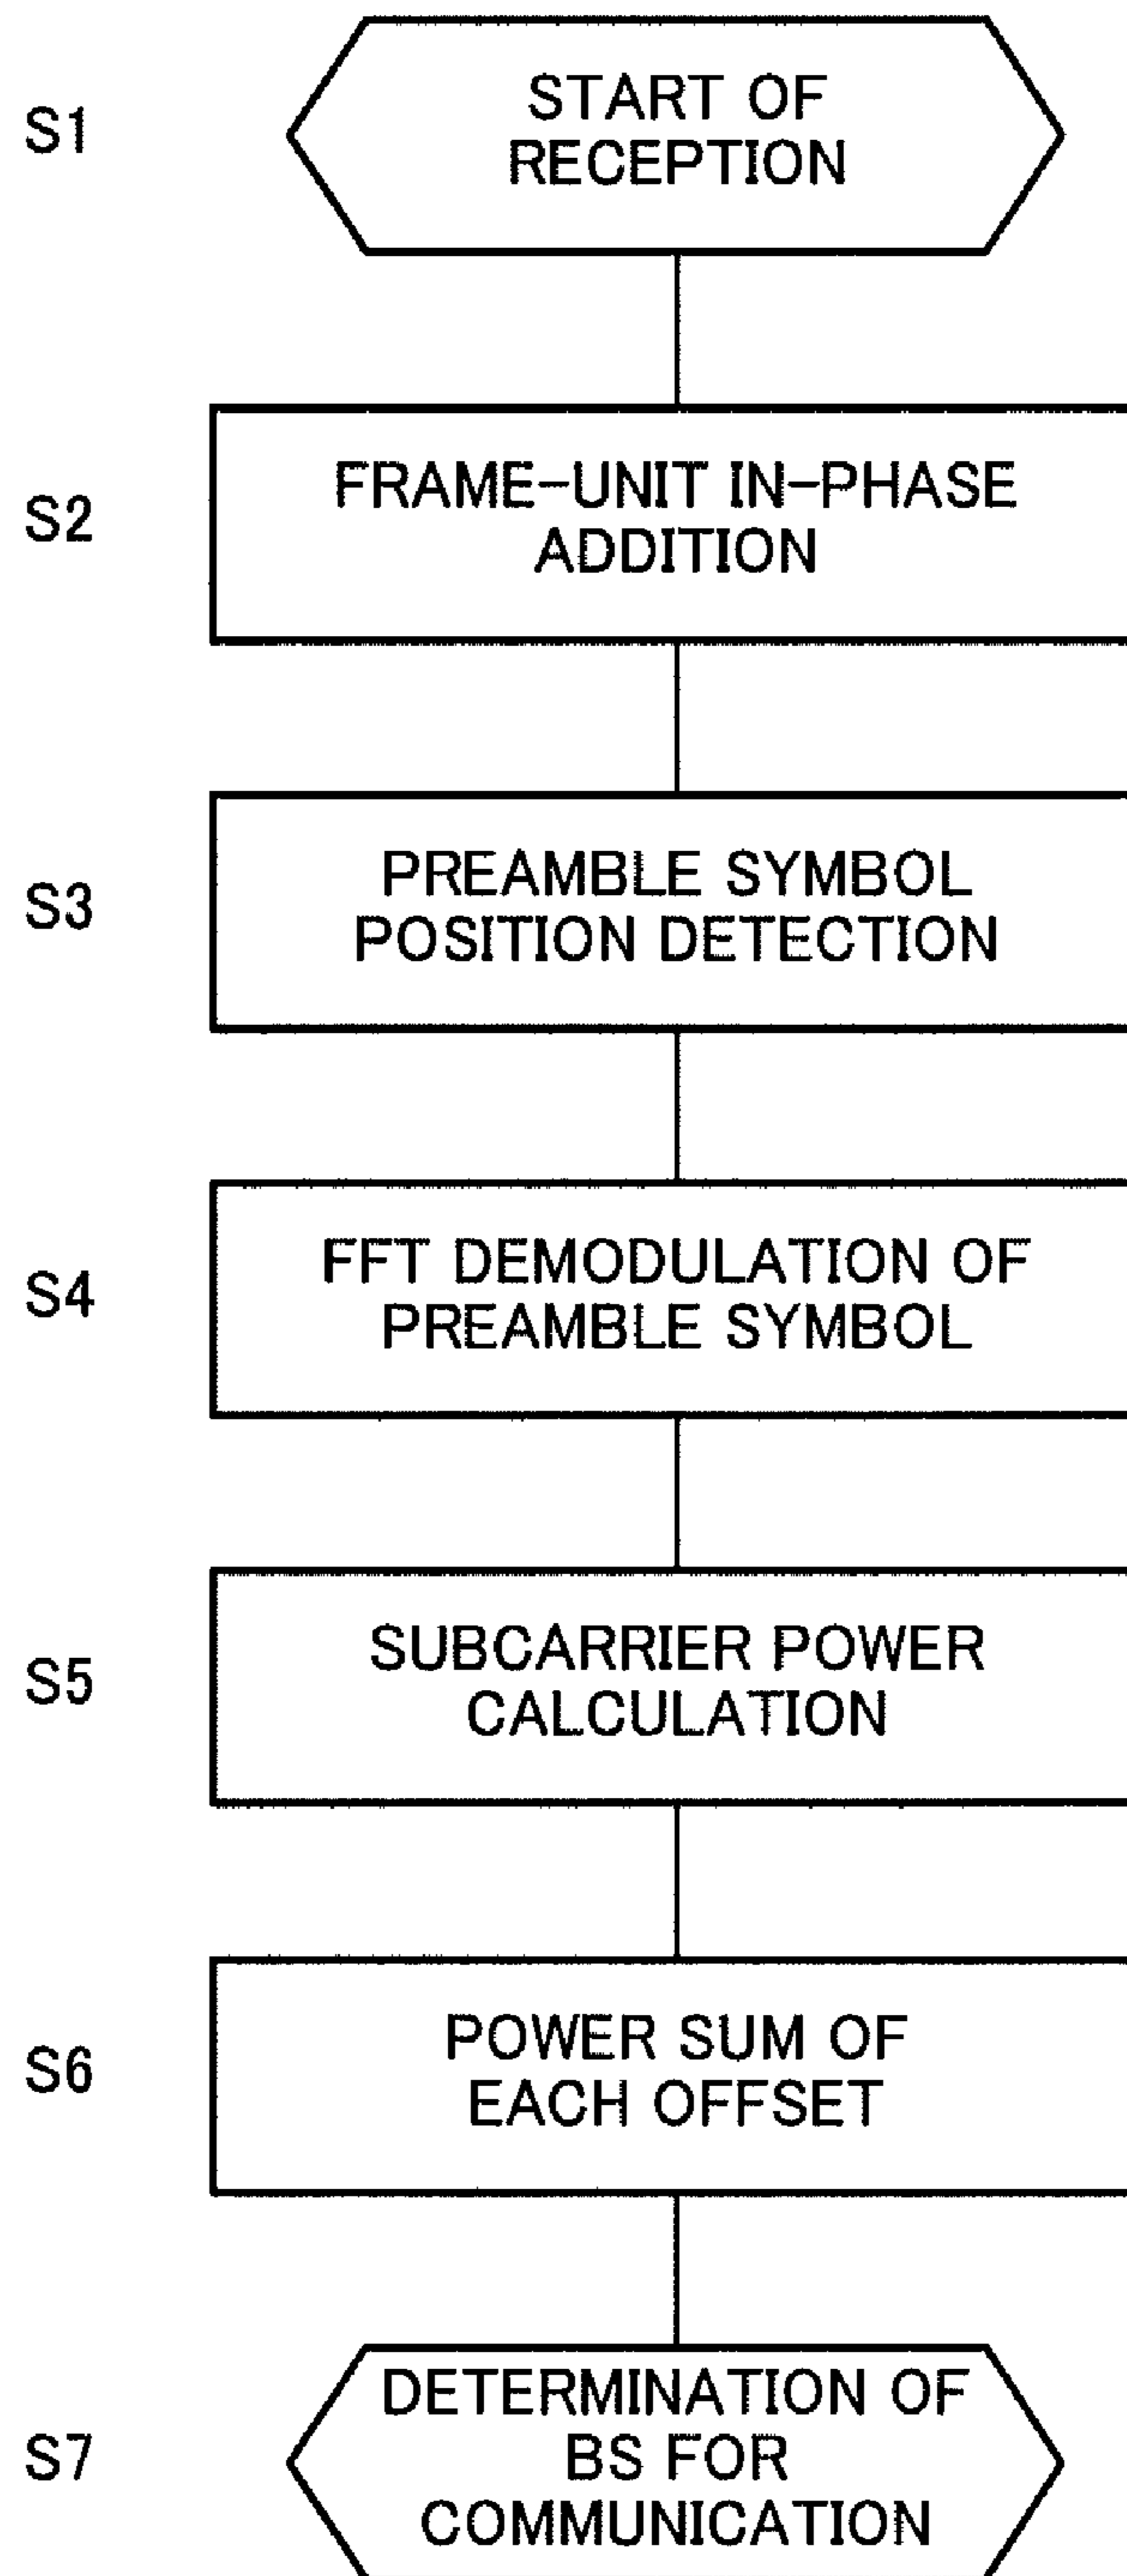 S1
START OF
RECEPTION
S2
FRAME-UNIT IN-PHASE
ADDITION
S3
PREAMBLE SYMBOL
POSITION DETECTION
S4
FFT DEMODULATION OF
PREAMBLE SYMBOL
S5
SUBCARRIER POWER
CALCULATION
S6
POWER SUM OF
EACH OFFSET
S7
DETERMINATION OF
BS FOR
COMMUNICATION